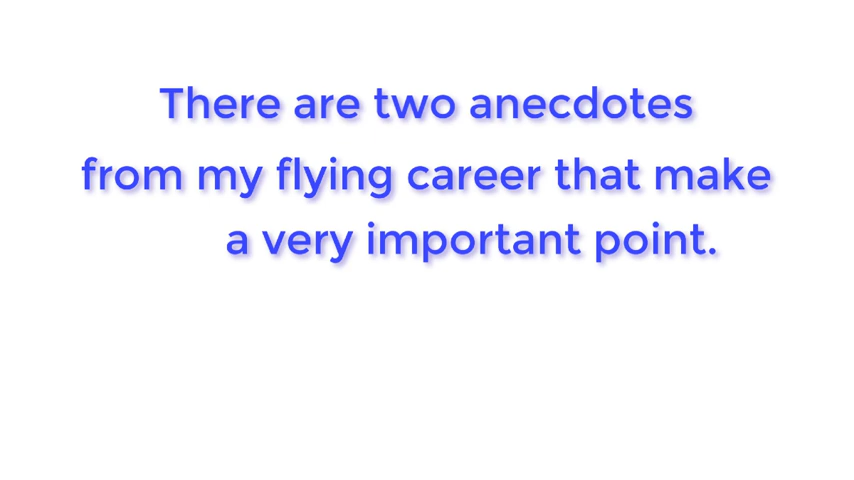 There are two anecdotes
from my flying career that make
a very important point.